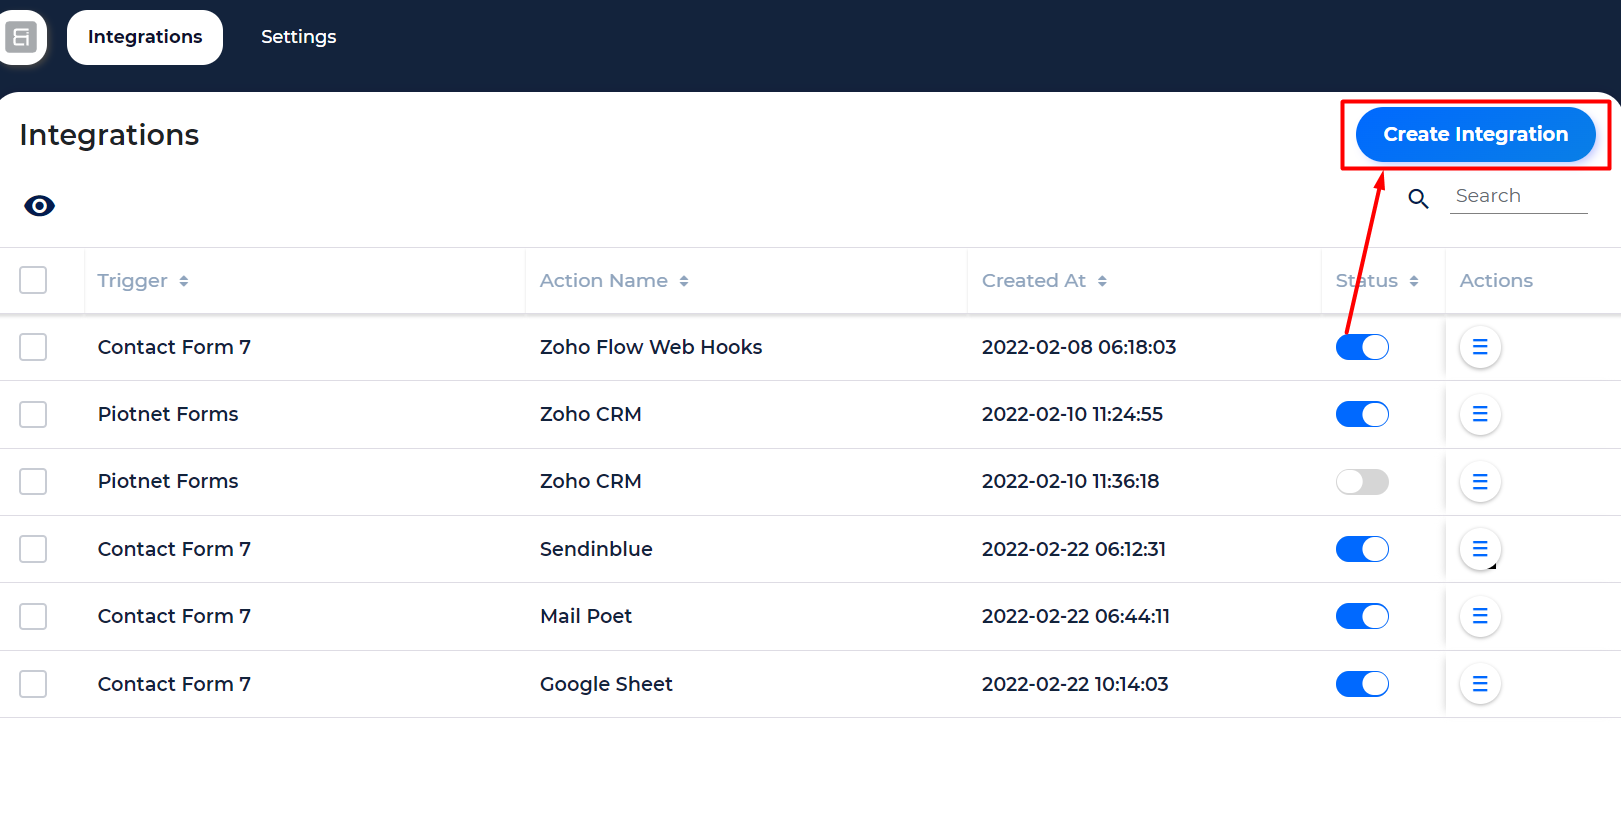 Integrations Settings
Integrations
Create Integration
Search
Trigger Action Name Created At Status Actions
Contact Form 7 Zoho Flow Web Hooks 2022-02-08 06:18:03
Piotnet Forms Zoho CRM 2022-02-10 11:24:55
Piotnet Forms Zoho CRM 2022-02-10 11:36:18
Contact Form 7 Sendinblue 2022-02-22 06:12:31
Contact Form 7 Mail Poet 2022-02-22 06:44:11
Contact Form 7 Google Sheet 2022-02-22 10:14:03